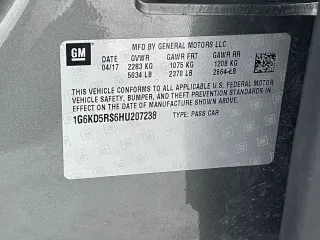 GM
MFD BY GENERAL MOTORS LLC
DATE GVWR GAWR FRT GAWR RR
04/17 2283 KG 1075 KG 1208 KG
5034 LB 2370 LB 2664 LB
THIS VEHICLE CONFORMS TO ALL APPLICABLE U.S. FEDERAL MOTOR
VEHICLE SAFETY, BUMPER, AND THEFT PREVENTION STANDARDS IN
EFFECT ON THE DATE OF MANUFACTURE SHOWN ABOVE.
1G6KD5RS6HU207238 TYPE: PASS CAR